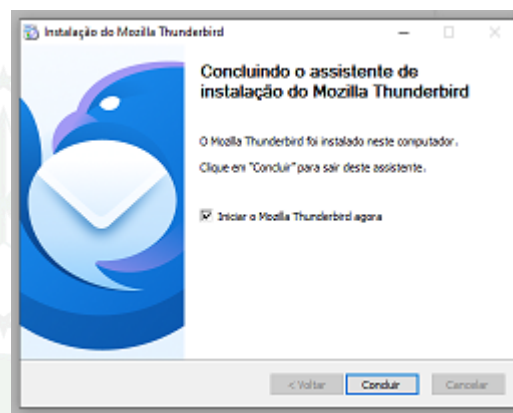 Instalação do Mozilla Thunderbird
Concluindo o assistente de
instalação do Mozilla Thunderbird
O Mozilla Thunderbird foi instalado neste computador.
Clique em "Concluir" para sair deste assistente.
Iniciar o Mozilla Thunderbird agora
< Voltar
Concluir
Cancelar